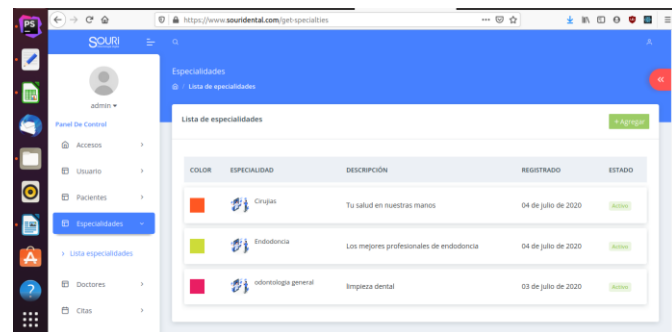 PS
https://www.souridental.com/get-specialties
SOURI
admin
Panel De Control
Accesos
Usuario
Pacientes
Especialidades
Lista especialidades
Doctores
Citas
Especialidades
/ Lista de epecialidades
Lista de especialidades
+ Agregar
COLOR ESPECIALIDAD DESCRIPCIÓN REGISTRADO ESTADO
Cirujias Tu salud en nuestras manos 04 de julio de 2020 Activo
Endodoncia Los mejores profesionales de endodoncia 04 de julio de 2020 Activo
odontologia general limpieza dental 03 de julio de 2020 Activo